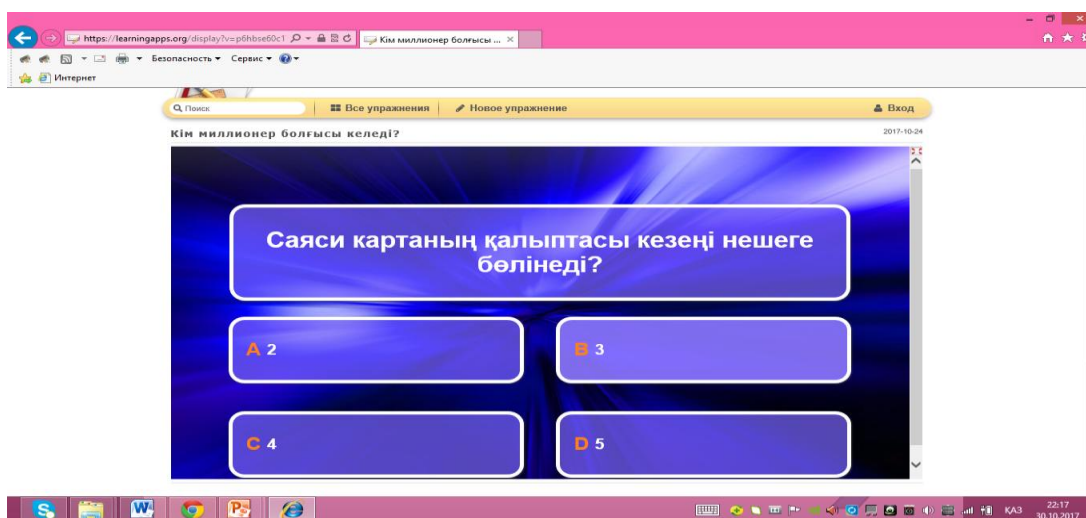 https://learningapps.org/display?v=p6hbse60c1
Кім миллионер болғысы ... ×
Безопасность Сервис
Интернет
Поиск
Все упражнения
Новое упражнение
Вход
Кім миллионер болғысы келеді?
2017-10-24
Саяси картаның қалыптасы кезеңі нешеге
бөлінеді?
A 2
B 3
C 4
D 5
ҚАЗ
22:17
30.10.2017